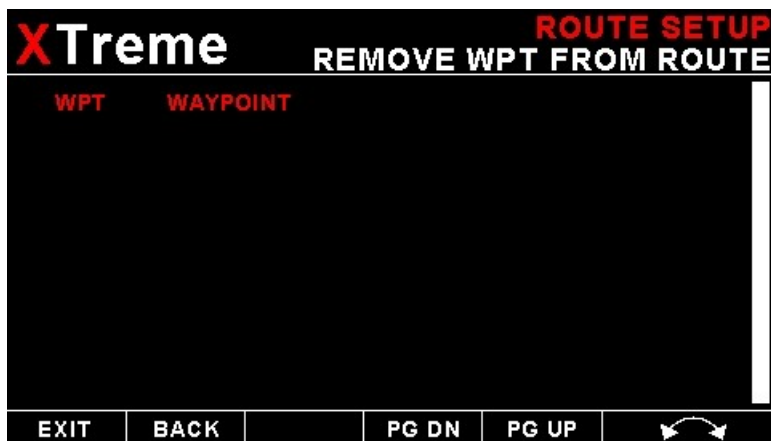 XTreme
ROUTE SETUP
REMOVE WPT FROM ROUTE
WPT WAYPOINT
EXIT BACK PG DN PG UP